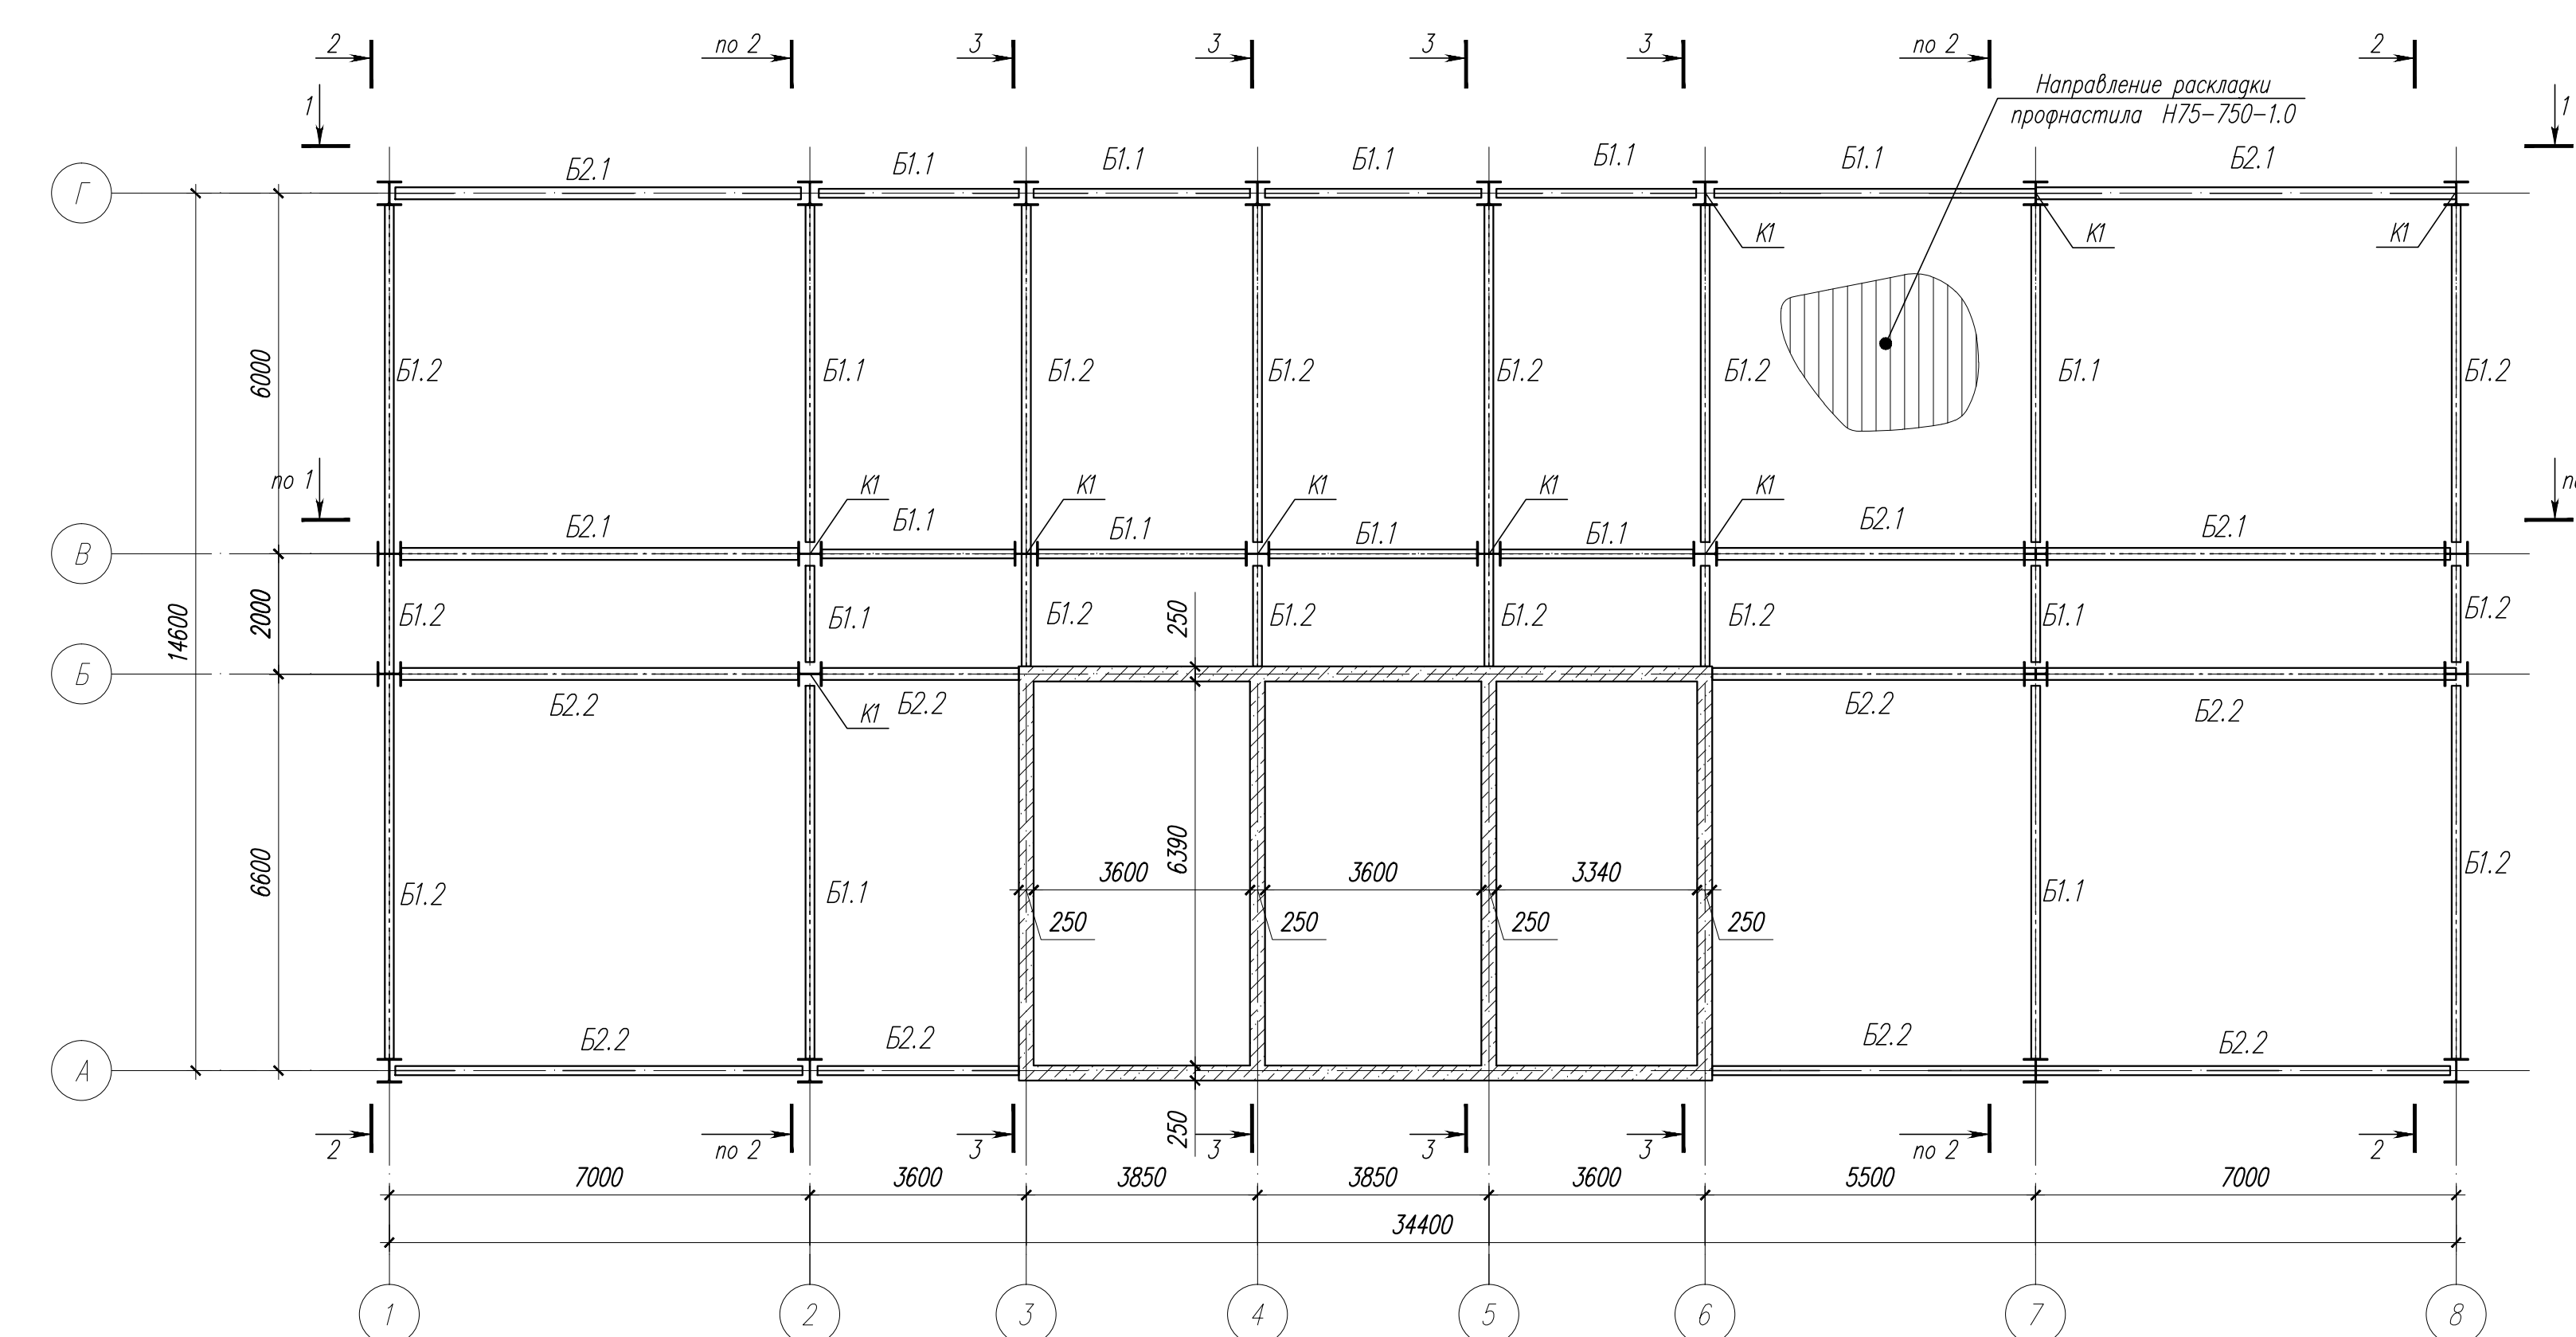 2
по 2
3
3
3
3
по 2
2
Направление раскладки
профнастила Н75-750-1.0
1
1
Б2.1
Б1.1
Б1.1
Б1.1
Б1.1
Б1.1
Б2.1
Г
К1
К1
К1
6000
Б1.2
Б1.1
Б1.2
Б1.2
Б1.2
Б1.2
Б1.1
Б1.2
по 1
К1
К1
К1
К1
К1
Б2.1
Б1.1
Б1.1
Б1.1
Б1.1
Б2.1
Б2.1
В
14600
2000
Б1.2
Б1.1
Б1.2
250
Б1.2
Б1.2
Б1.2
Б1.1
Б1.2
Б
Б2.2
К1
Б2.2
Б2.2
Б2.2
6600
Б1.2
Б1.1
3600
6390
3600
3340
Б1.1
Б1.2
250
250
250
250
Б2.2
Б2.2
Б2.2
Б2.2
А
2
по 2
3
250
3
3
3
по 2
2
7000
3600
3850
3850
3600
5500
7000
34400
1
2
3
4
5
6
7
8